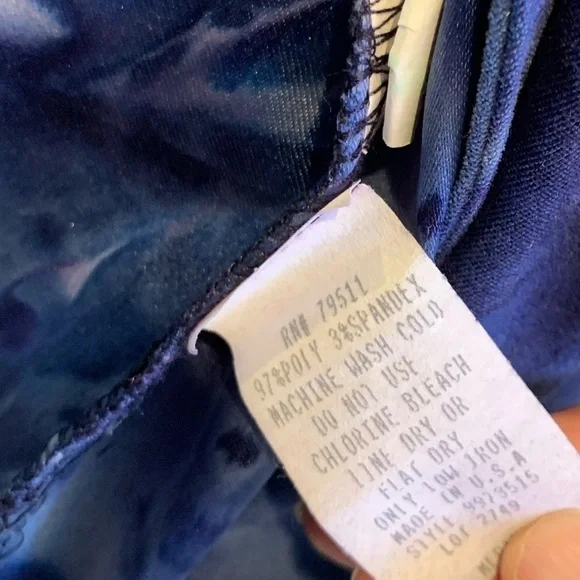 RN# 79511
97%POLY 3%SPANDEX
MACHINE WASH COLD
DO NOT USE
CHLORINE BLEACH
LINE DRY OR
FLAT DRY
ONLY LOW IRON
MADE IN U.S.A
STYLE 9923515
LOT 2749